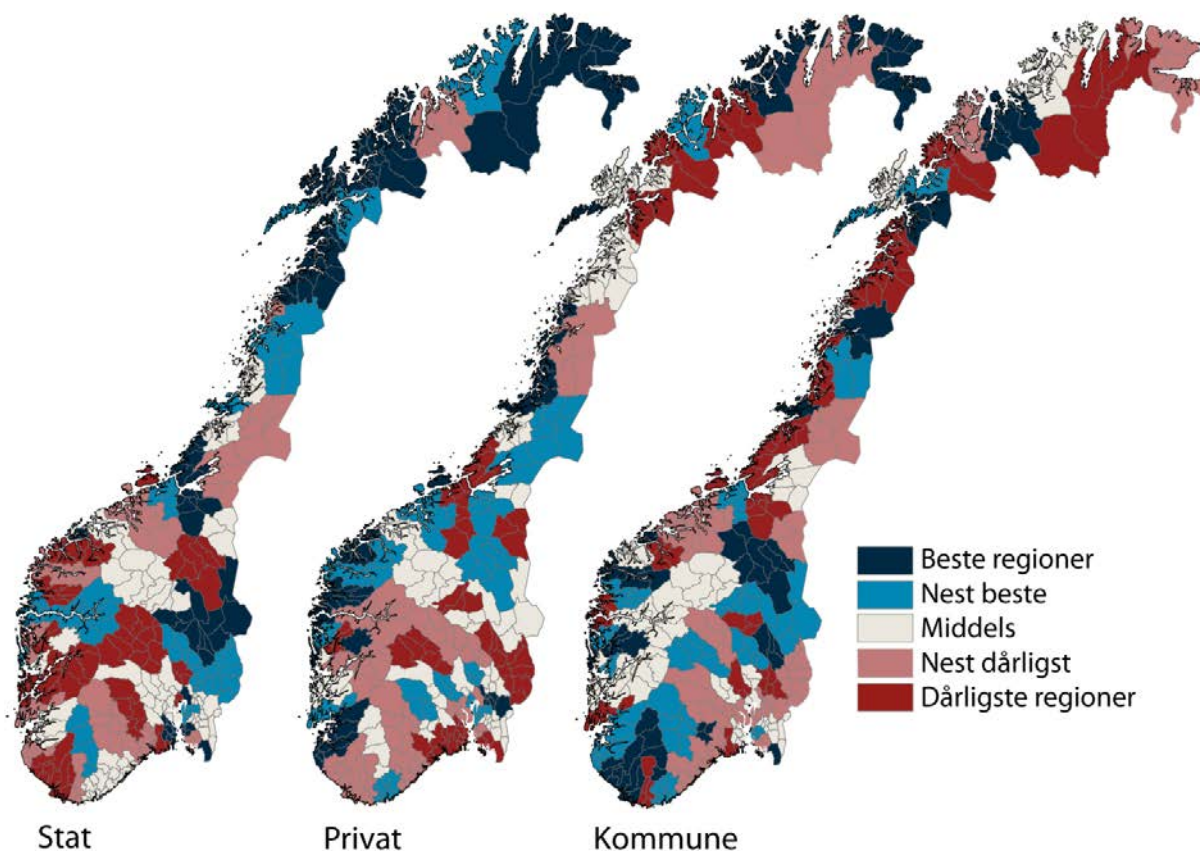 Beste regioner
Nest beste
Middels
Nest dårligst
Dårligste regioner
Stat
Privat
Kommune